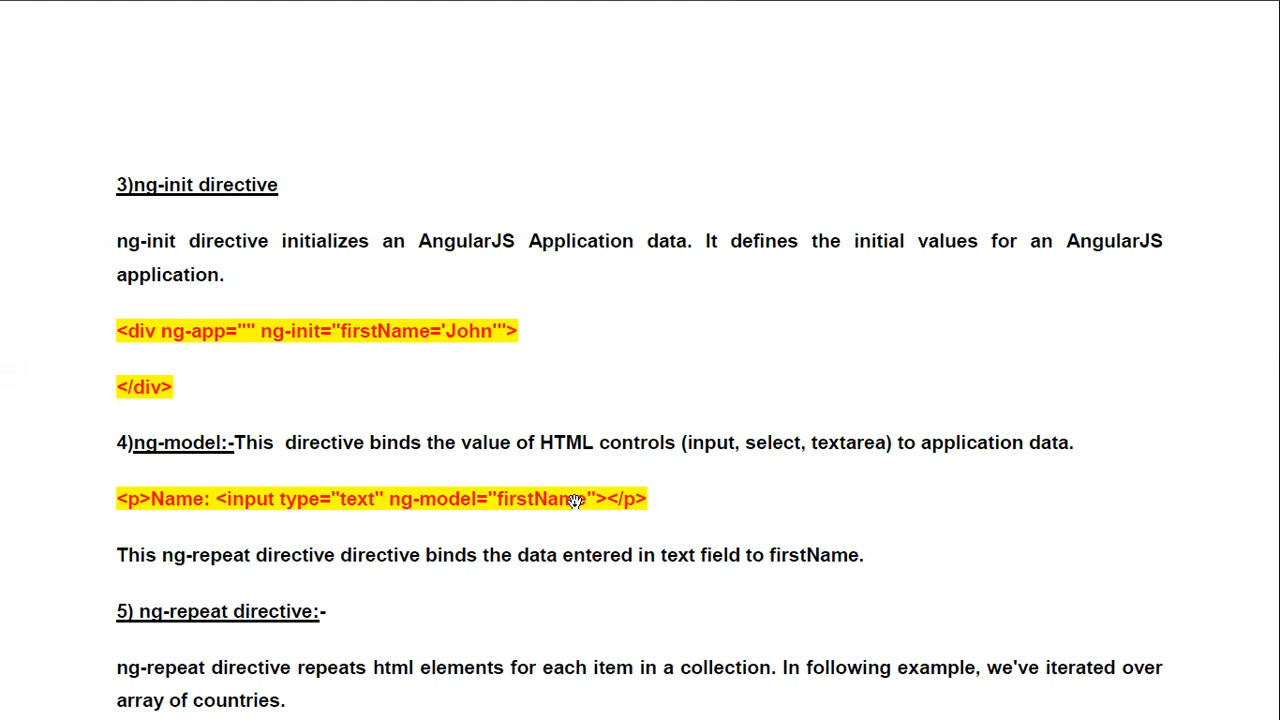 3)ng-init directive
ng-init directive initializes an AngularJS Application data. It defines the initial values for an AngularJS
application.
<div ng-app="" ng-init="firstName='John'">
</div>
4)ng-model:-This  directive binds the value of HTML controls (input, select, textarea) to application data.
<p>Name: <input type="text" ng-model="firstName"></p>
This ng-repeat directive directive binds the data entered in text field to firstName.
5) ng-repeat directive:-
ng-repeat directive repeats html elements for each item in a collection. In following example, we've iterated over
array of countries.